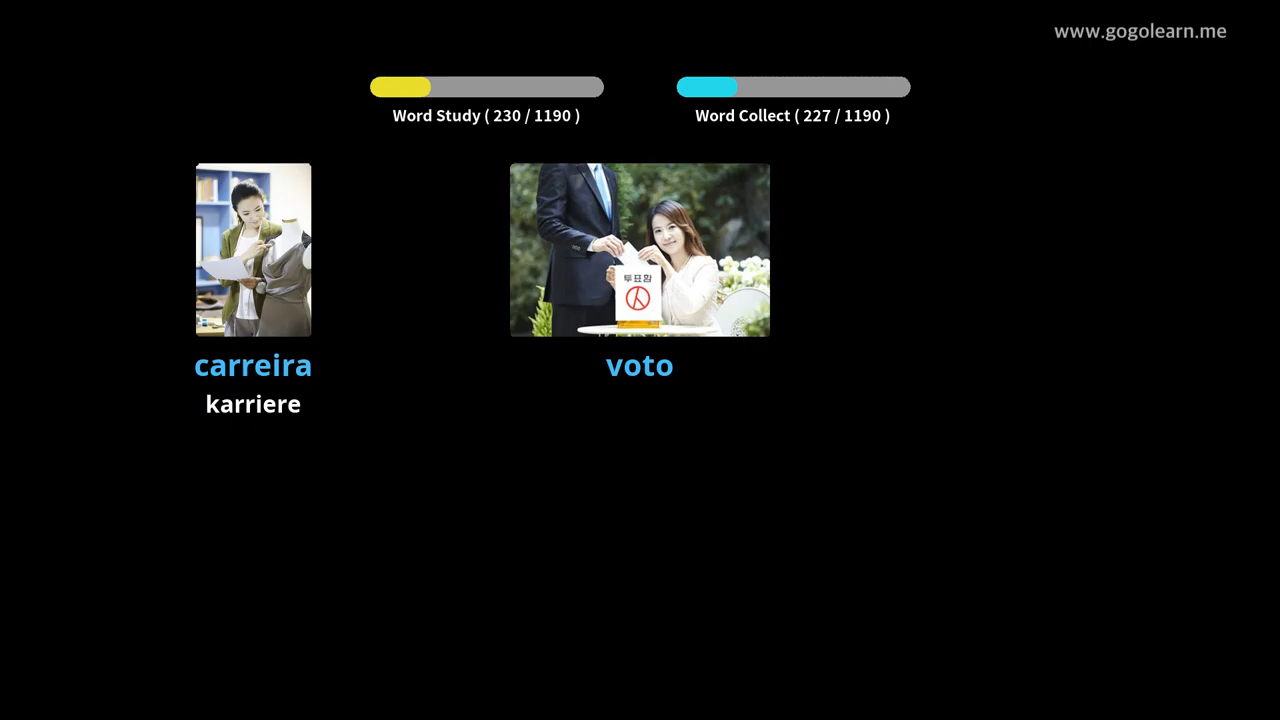 www.gogolearn.me
Word Study ( 230 / 1190 )
Word Collect ( 227 / 1190 )
투표함
carreira
voto
karriere